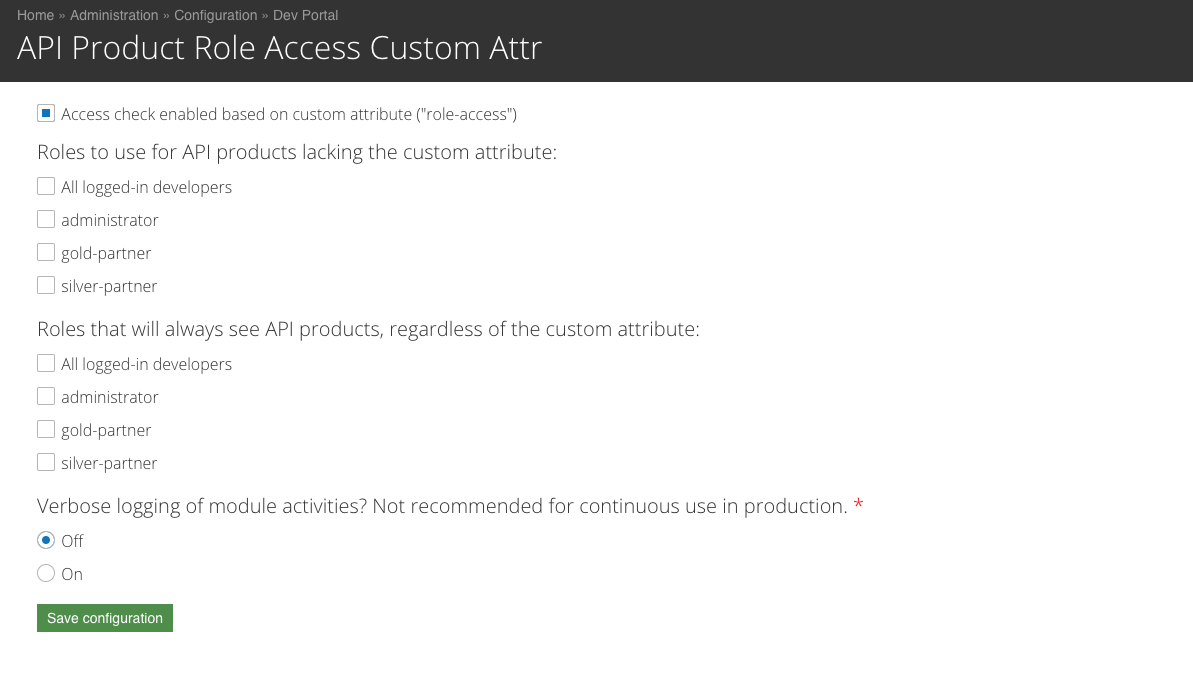 Home » Administration » Configuration » Dev Portal
API Product Role Access Custom Attr
Access check enabled based on custom attribute ("role-access")
Roles to use for API products lacking the custom attribute:
All logged-in developers
administrator
gold-partner
silver-partner
Roles that will always see API products, regardless of the custom attribute:
All logged-in developers
administrator
gold-partner
silver-partner
Verbose logging of module activities? Not recommended for continuous use in production. *
Off
On
Save configuration